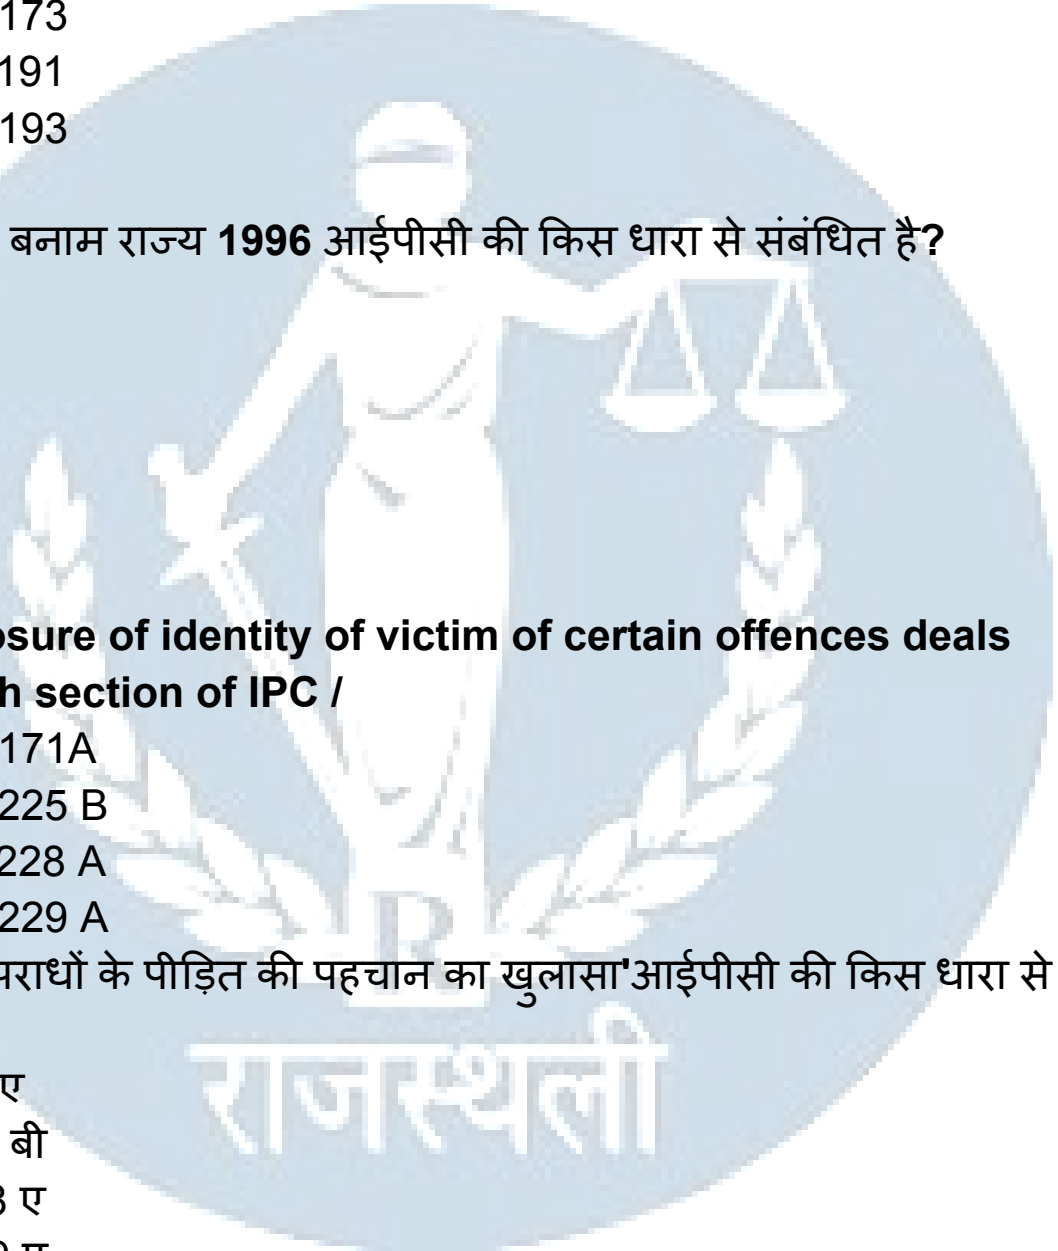 173
191
193
बनाम राज्य 1996 आईपीसी की किस धारा से संबंधित है?
osure of identity of victim of certain offences deals
h section of IPC /
171A
225 B
228 A
229 A
पराधों के पीड़ित की पहचान का खुलासा'आईपीसी की किस धारा से
R
राजस्थली
ए
बी
ए